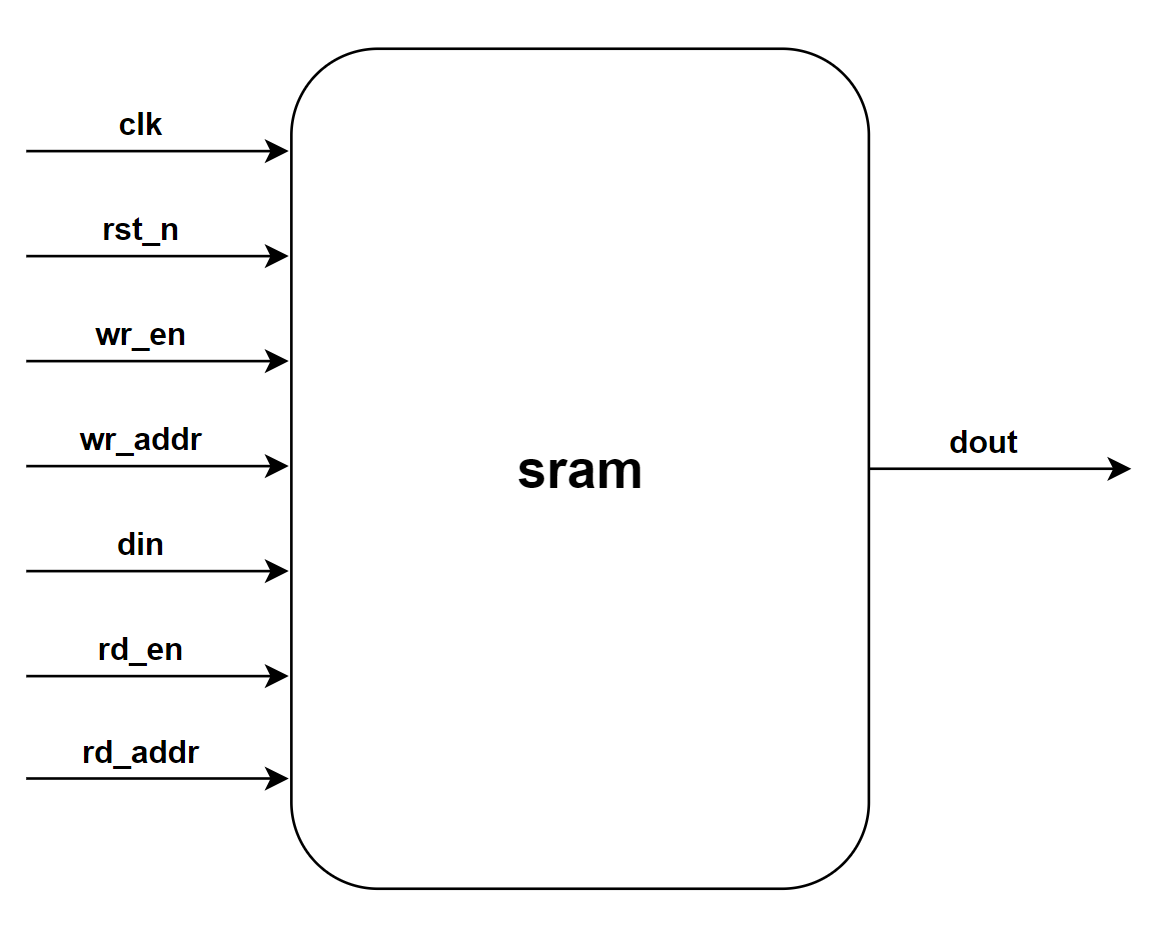 clk
rst_n
wr_en
wr_addr
din
rd_en
rd_addr
sram
dout